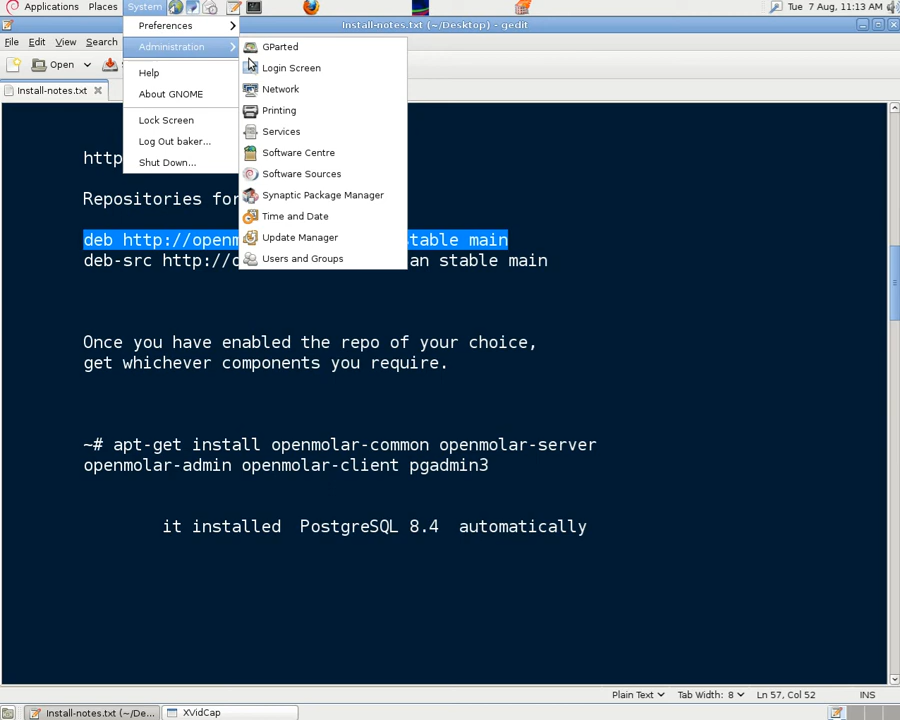 Applications Places System Tue 7 Aug, 11:13 AM
Install-notes.txt (~/Desktop) - gedit
File Edit Search
Open
Install-notes.txt
Preferences
Administration
Help
About GNOME
Lock Screen
Log Out baker...
Shut Down...
GParted
Login Screen
Network
Printing
Services
Software Centre
Software Sources
Synaptic Package Manager
Time and Date
Update Manager
Users and Groups
http
Repositories for
deb http://openm stable main
deb-src http:// an stable main
Once you have enabled the repo of your choice,
get whichever components you require.
~# apt-get install openmolar-common openmolar-server
openmolar-admin openmolar-client pgadmin3
it installed PostgreSQL 8.4 automatically
Plain Text Tab Width: 8 Ln 57, Col 52 INS
Install-notes.txt (~/De... XVidCap